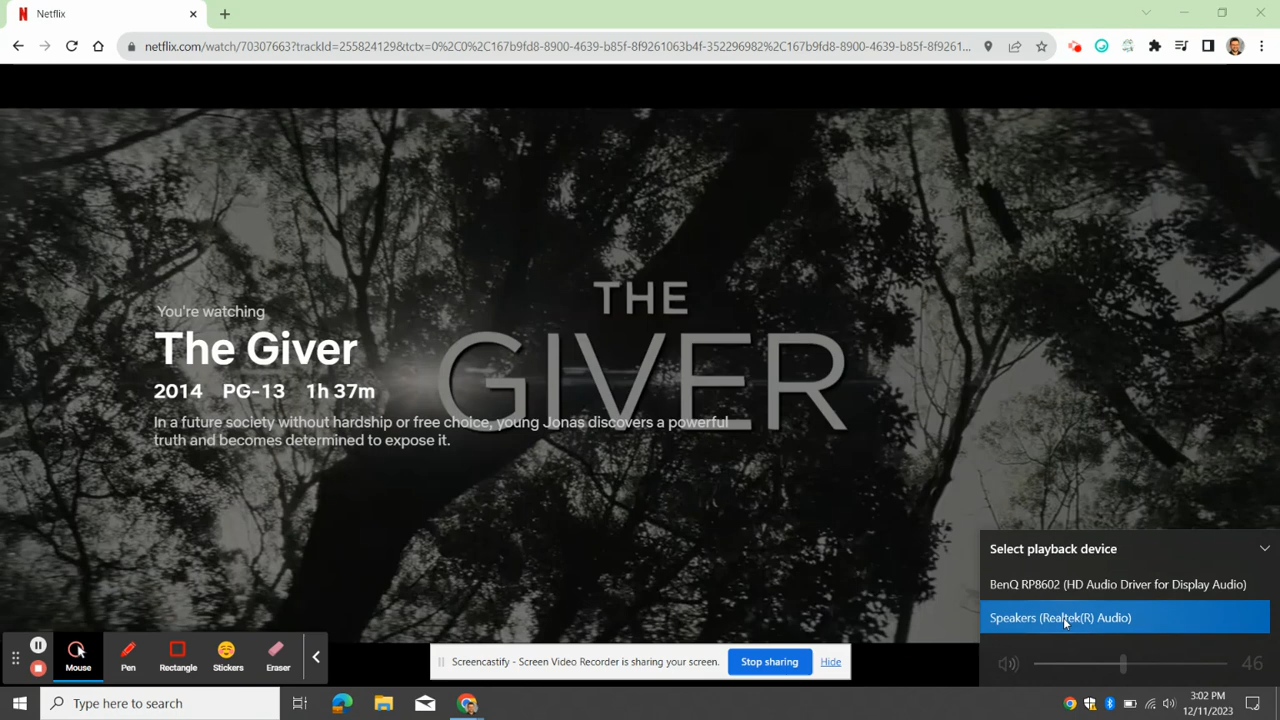 Netflix
netflix.com/watch/70307663?trackId=255824129&tctx=0%2C0%2C167b9fd8-8900-4639-b85f-8f9261063b4f-352296982%2C167b9fd8-8900-4639-b85f-8f9261...
THE
GIVER
You're watching
The Giver
2014 PG-13 1h 37m
In a future society without hardship or free choice, young Jonas discovers a powerful
truth and becomes determined to expose it.
Select playback device
BenQ RP8602 (HD Audio Driver for Display Audio)
Speakers (Realtek(R) Audio)
46
Mouse
Pen
Rectangle
Stickers
Eraser
Screencastify - Screen Video Recorder is sharing your screen.
Stop sharing
Hide
Type here to search
3:02 PM
12/11/2023